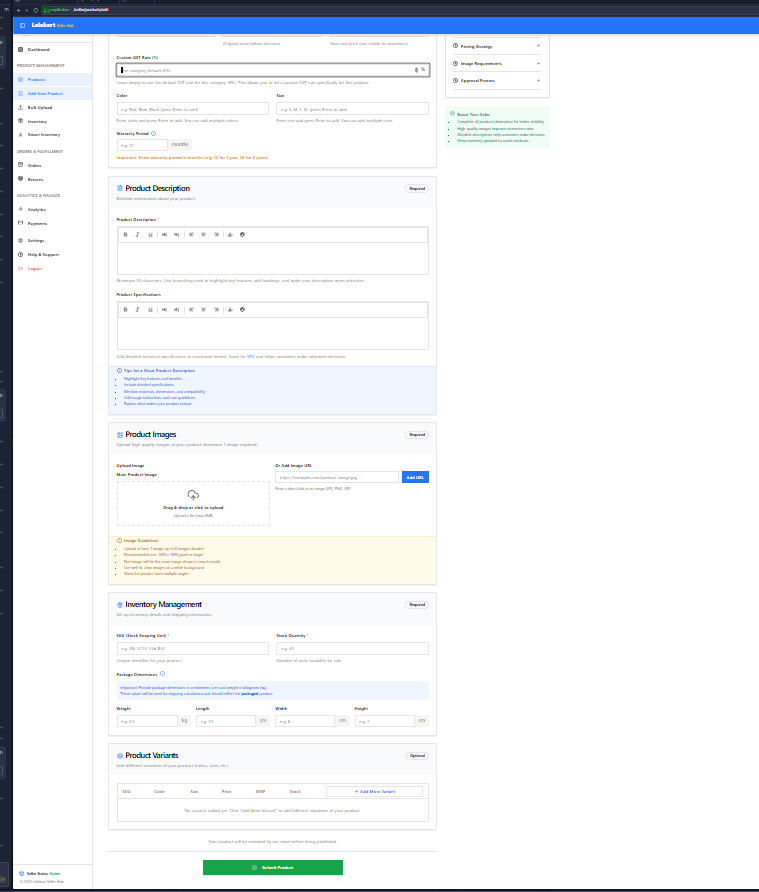 /seller/products/add
Lelekart Seller Hub
Dashboard
PRODUCT MANAGEMENT
Products
Add New Product
Bulk Upload
Inventory
Smart Inventory
ORDERS & FULFILLMENT
Orders
Returns
ANALYTICS & FINANCE
Analytics
Payments
Settings
Help & Support
Logout
Seller Status: Active
© 2025 Lelekart Seller Hub
Original price before discount
Your cost price (not visible to customers)
Custom GST Rate (%)
Use category default (0%)
%
Leave empty to use the default GST rate for this category (0%). This allows you to set a custom GST rate specifically for this product.
Color
Size
e.g. Red, Blue, Black (press Enter to add)
e.g. S, M, L, XL (press Enter to add)
Enter color and press Enter to add. You can add multiple colors.
Enter size and press Enter to add. You can add multiple sizes.
Warranty Period
e.g. 12
months
Important: Enter warranty period in months (e.g. 12 for 1 year, 24 for 2 years)
Product Description
Required
Detailed information about your product
Product Description *
B I U H2 H3
Minimum 20 characters. Use formatting tools to highlight key features, add headings, and make your description more attractive.
Product Specifications
B I U H2 H3
Add detailed technical specifications in structured format. Good for SEO and helps customers make informed decisions.
Tips for a Great Product Description
Highlight key features and benefits
Include detailed specifications
Mention materials, dimensions, and compatibility
Add usage instructions and care guidelines
Explain what makes your product unique
Product Images
Required
Upload high quality images of your product (minimum 1 image required)
Upload Image
Or Add Image URL
Main Product Image
https://example.com/product-image.jpg
Add URL
Enter a direct link to an image (JPG, PNG, GIF)
Drag & drop or click to upload
Upload a file (max 5MB)
Image Guidelines
Upload at least 1 image, up to 8 images allowed
Recommended size: 1000 x 1000 pixels or larger
First image will be the cover image shown in search results
Use well-lit, clear images on a white background
Show the product from multiple angles
Inventory Management
Required
Set up inventory details and shipping information
SKU (Stock Keeping Unit) *
Stock Quantity *
Unique identifier for your product
Number of units available for sale
Package Dimensions
Important: Provide package dimensions in centimeters (cm) and weight in kilograms (kg).
These values will be used for shipping calculations and should reflect the packaged product.
Weight
Length
Width
Height
e.g. 0.5
kg
e.g. 15
cm
e.g. 8
cm
e.g. 2
cm
Product Variants
Optional
Add different variations of your product (colors, sizes, etc.)
SKU
Color
Size
Price
MRP
Stock
+ Add More Variant
No variants added yet. Click "Add More Variant" to add different variations of your product.
Your product will be reviewed by our team before being published.
Submit Product
Pricing Strategy
Image Requirements
Approval Process
Boost Your Sales
Complete all product information for better visibility
High quality images improve conversion rates
Detailed descriptions help customers make decisions
Keep inventory updated to avoid stockouts